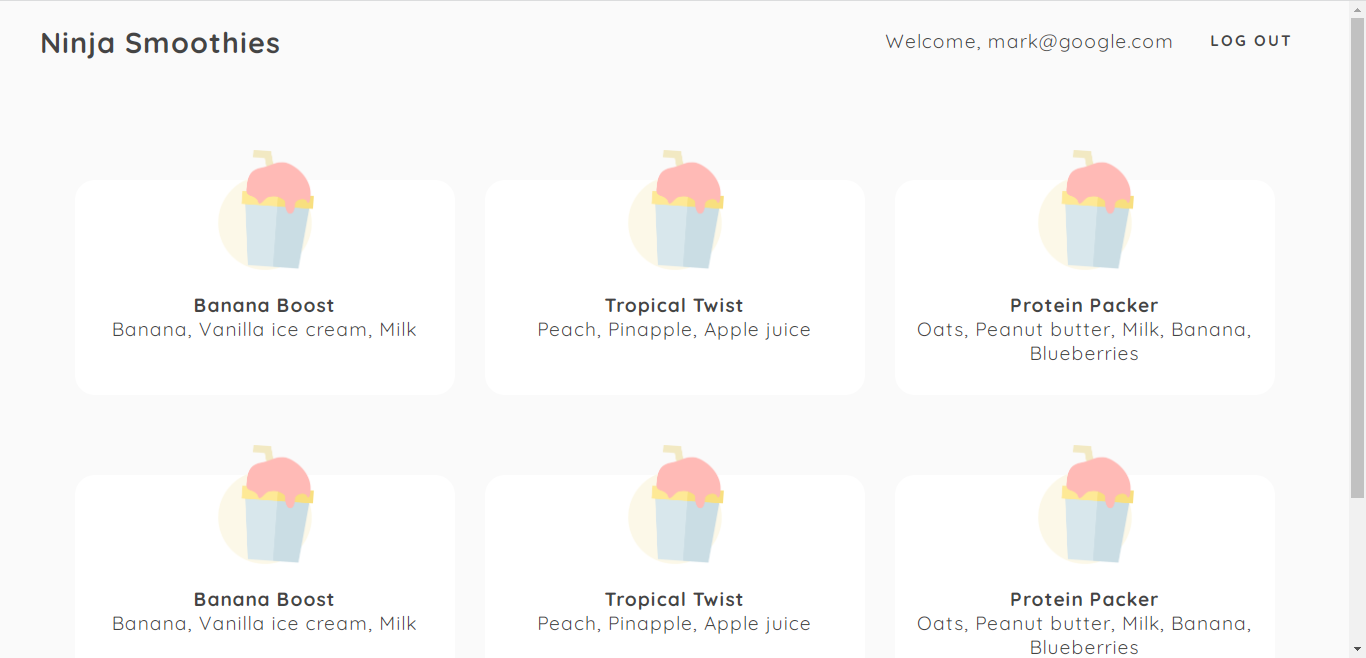 Ninja Smoothies
Welcome, mark@google.com
LOG OUT
Banana Boost
Banana, Vanilla ice cream, Milk
Tropical Twist
Peach, Pinapple, Apple juice
Protein Packer
Oats, Peanut butter, Milk, Banana,
Blueberries
Banana Boost
Banana, Vanilla ice cream, Milk
Tropical Twist
Peach, Pinapple, Apple juice
Protein Packer
Oats, Peanut butter, Milk, Banana,
Blueberries